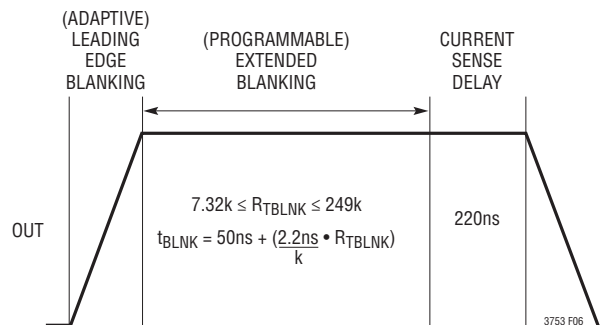 (ADAPTIVE)
LEADING
EDGE
BLANKING
(PROGRAMMABLE)
EXTENDED
BLANKING
CURRENT
SENSE
DELAY
OUT
7.32k ≤ RTBLNK ≤ 249k
tBLNK = 50ns + (2.2ns/k • RTBLNK)
220ns
3753 F06